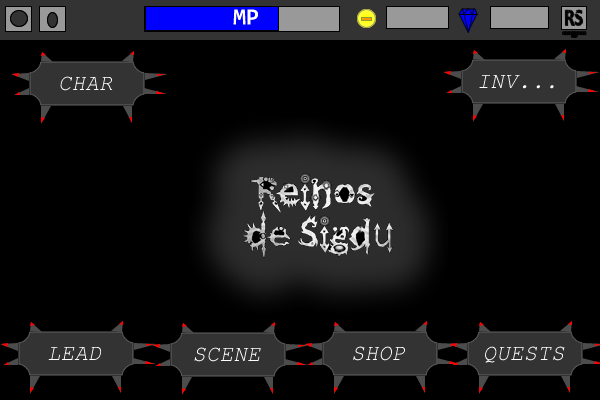 MP
RS
CHAR
INV...
Reinos
de Sigdu
LEAD
SCENE
SHOP
QUESTS